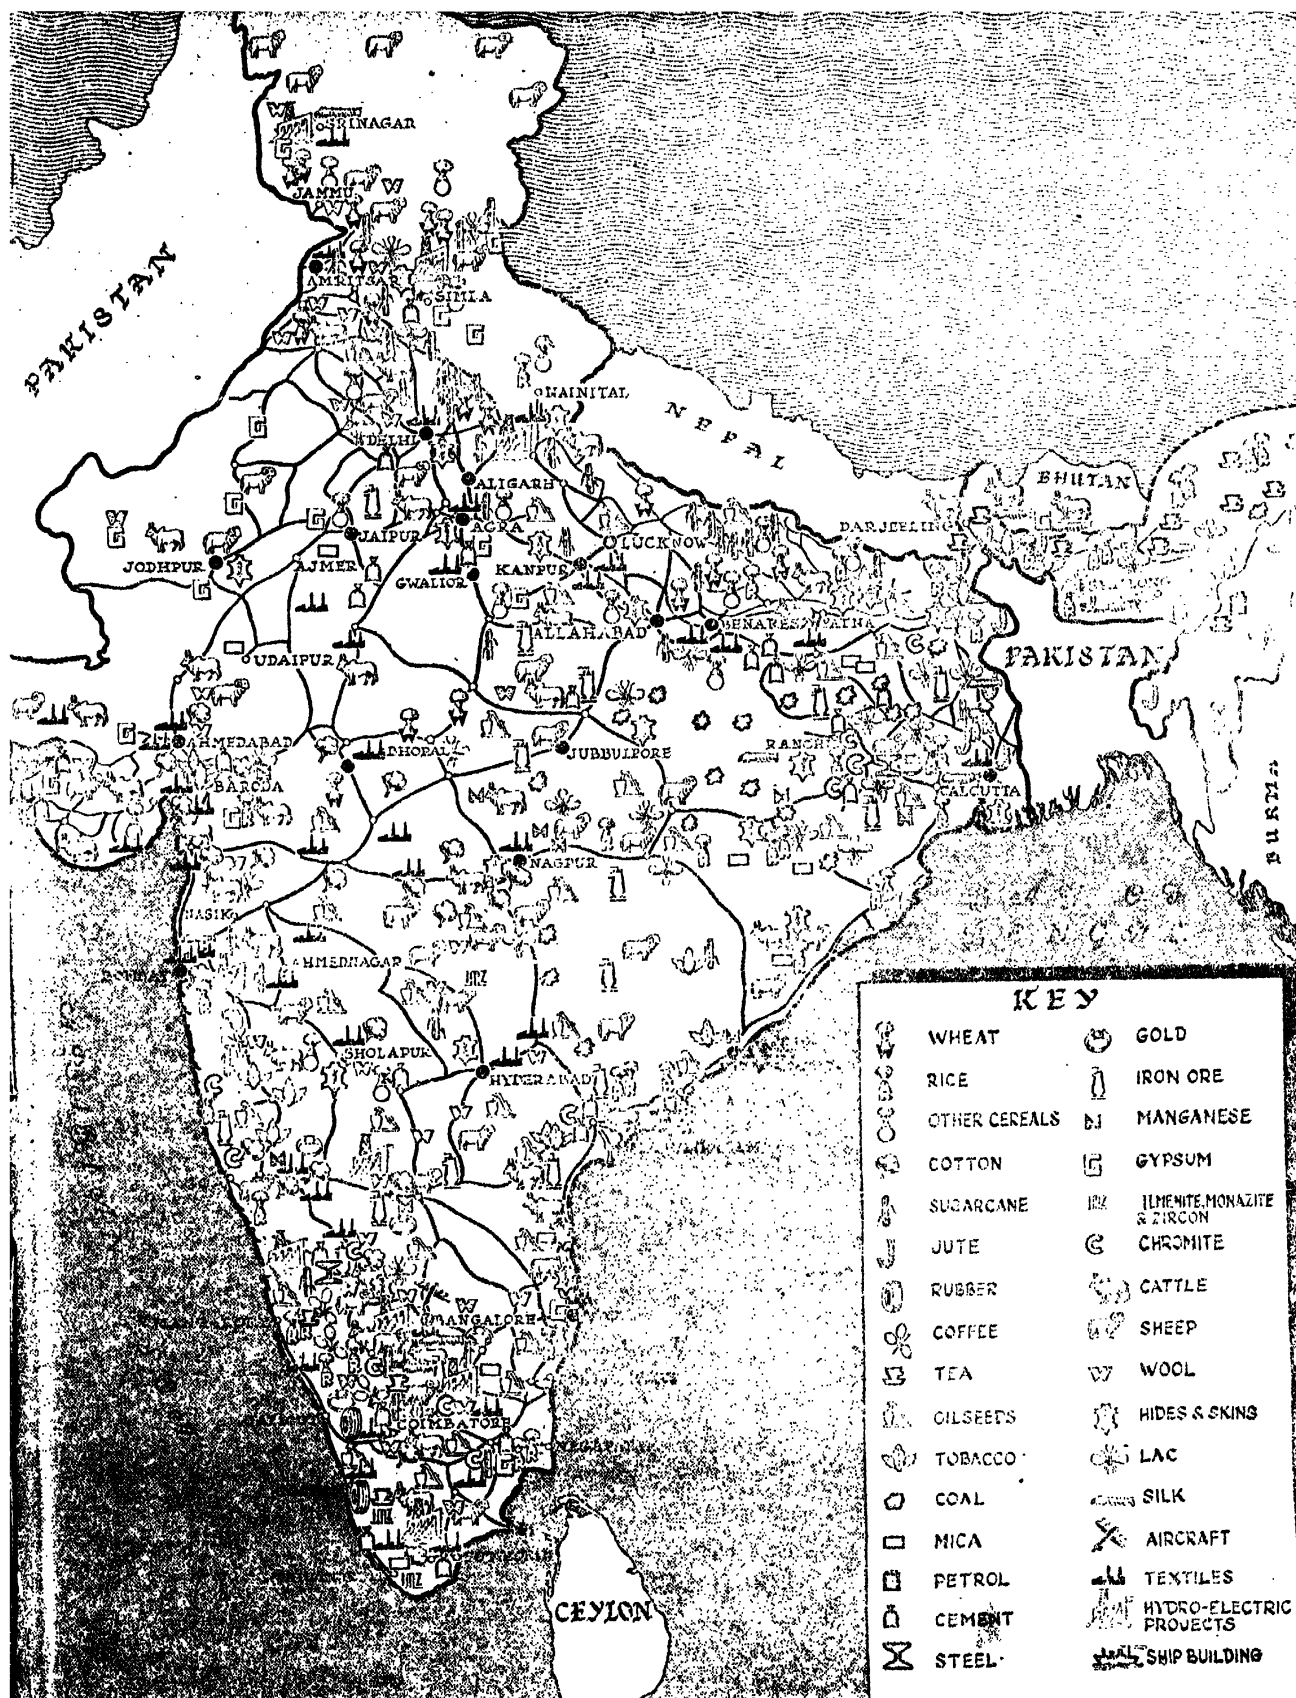 SRINAGAR
JAMMU
AMRITSAR
SIMLA
PAKISTAN
NAINITAL
NEPAL
DELHI
ALIGARH
BHUTAN
AGRA
DARJEELING
JAIPUR
LUCKNOW
JODHPUR
AJMER
GWALIOR
KANPUR
ALLAHABAD
BENARES
PATNA
UDAIPUR
PAKISTAN
AHMEDABAD
BHOPAL
JUBBULPORE
RANCHI
BARODA
CALCUTTA
BURMA
NAGPUR
NASIK
AHMEDNAGAR
BOMBAY
SHOLAPUR
HYDERABAD
COIMBATORE
CEYLON
KEY
WHEAT
RICE
OTHER CEREALS
COTTON
SUGARCANE
JUTE
RUBBER
COFFEE
TEA
OILSEEDS
TOBACCO
COAL
MICA
PETROL
CEMENT
STEEL
GOLD
IRON ORE
MANGANESE
GYPSUM
ILMENITE, MONAZITE
& ZIRCON
CHROMITE
CATTLE
SHEEP
WOOL
HIDES & SKINS
LAC
SILK
AIRCRAFT
TEXTILES
HYDRO-ELECTRIC
PROJECTS
SHIP BUILDING